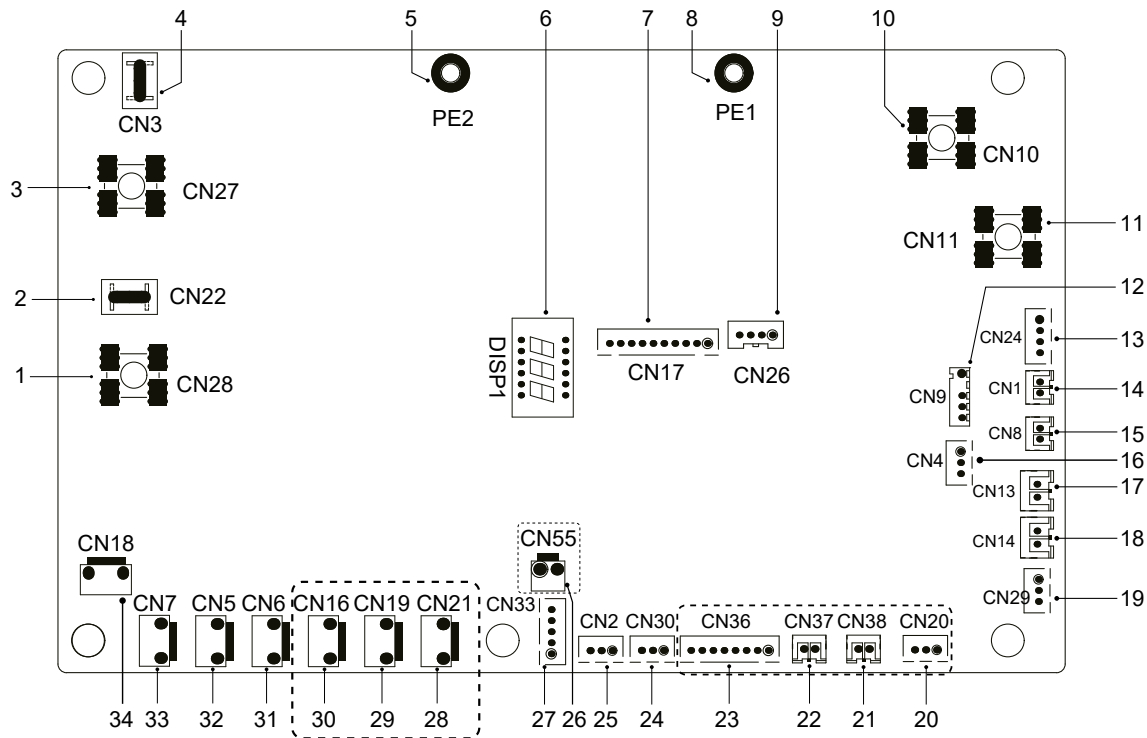 4 5 6 7 8 9 10
CN3 PE2 PE1
CN10
3 CN27
CN11 11
12
2 CN22
CN24 13
DISP1 CN17 CN26
1 CN28
CN1 14
CN9
CN8 15
CN4 16
CN13 17
CN18 CN55 CN14 18
CN7 CN5 CN6 CN16 CN19 CN21 CN33 CN29 19
CN2 CN30 CN36 CN37 CN38 CN20
34 33 32 31 30 29 28 27 26 25 24 23 22 21 20